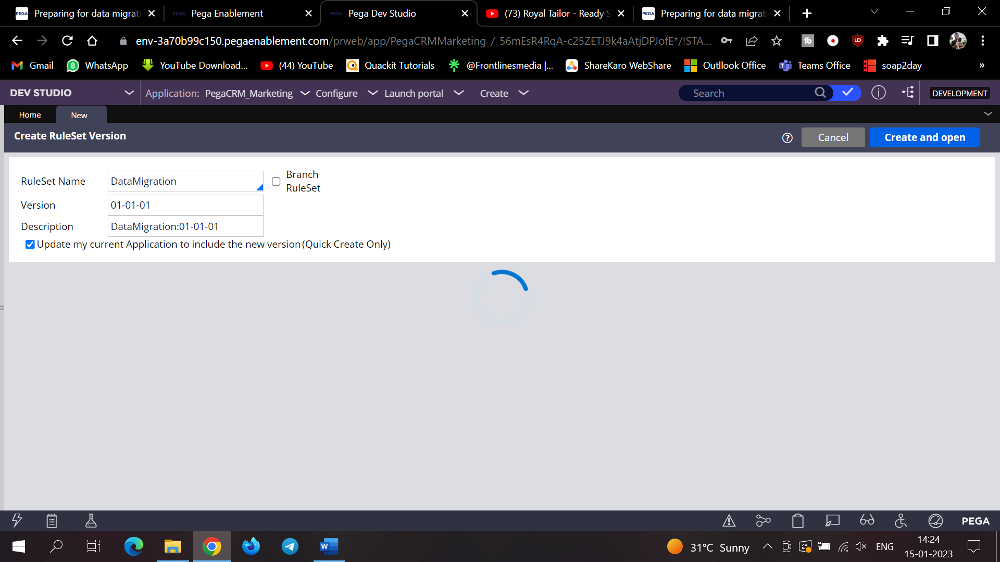 PEGA Preparing for data migrati
PEGA Pega Enablement
PEGA Pega Dev Studio
(73) Royal Tailor - Ready S
PEGA Preparing for data migrati
env-3a70b99c150.pegaenablement.com/prweb/app/PegaCRMMarketing_/_56mEsR4RqA-c25ZETJ9k4aAtjDPJofE*/!STA...
Gmail
8 WhatsApp
YouTube Download...
(44) YouTube
Quackit Tutorials
@Frontlinesmedia |...
ShareKaro WebShare
Outllook Office
Teams Office
soap2day
»
DEV STUDIO
Application: PegaCRM_Marketing
Configure
Launch portal
Create
Search
DEVELOPMENT
Home
New
Create RuleSet Version
Cancel
Create and open
RuleSet Name
DataMigration
Branch
RuleSet
Version
01-01-01
Description
DataMigration:01-01-01
Update my current Application to include the new version (Quick Create Only)
PEGA
W
31°C Sunny
ENG
14:24
15-01-2023